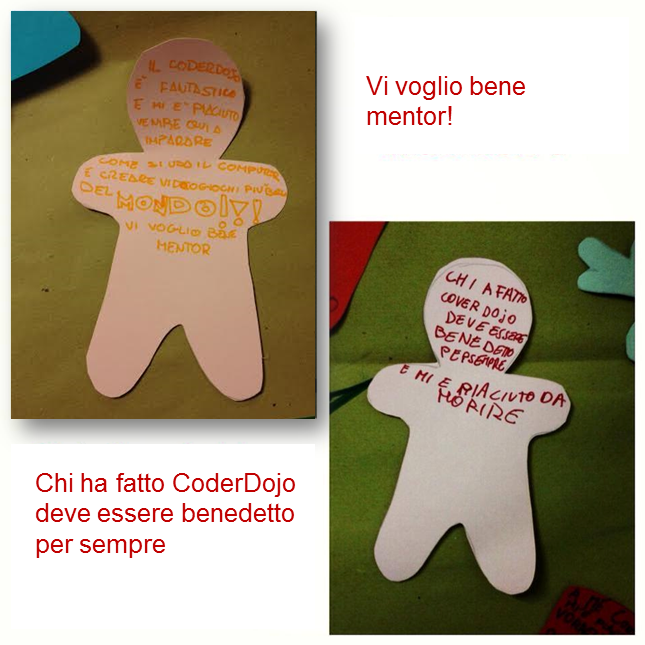 IL CODERDOJO
E' FANTASTICO
E MI E' PIACIUTO
VENIRE QUI A
IMPARARE
COME SI USA IL COMPUTER
E CREARE VIDEOGIOCHI PIÙ BELLI
DEL MONDO!!!
VI VOGLIO BENE
MENTOR
Vi voglio bene
mentor!
CHI A FATTO
COVER DOJO
DEVE ESSERE
BENEDETTO
PEPSEMPRE
E MI E RIACIUTO DA
MORIRE
Chi ha fatto CoderDojo
deve essere benedetto
per sempre